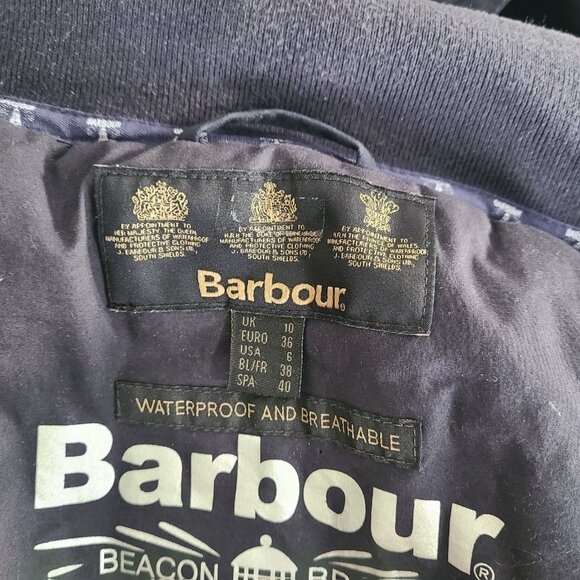 BY APPOINTMENT TO
HER MAJESTY THE QUEEN
MANUFACTURERS OF WATERPROOF
AND PROTECTIVE CLOTHING
J. BARBOUR & SONS LTD,
SOUTH SHIELDS.
BY APPOINTMENT TO
H.R.H. THE DUKE OF EDINBURGH
MANUFACTURERS OF WATERPROOF
AND PROTECTIVE CLOTHING
J. BARBOUR & SONS LTD,
SOUTH SHIELDS.
BY APPOINTMENT TO
H.R.H. THE PRINCE OF WALES
MANUFACTURERS OF WATERPROOF
AND PROTECTIVE CLOTHING
J. BARBOUR & SONS LTD,
SOUTH SHIELDS.
Barbour®
UK 10
EURO 36
USA 6
BL/FR 38
SPA 40
WATERPROOF AND BREATHABLE
Barbour®
BEACON